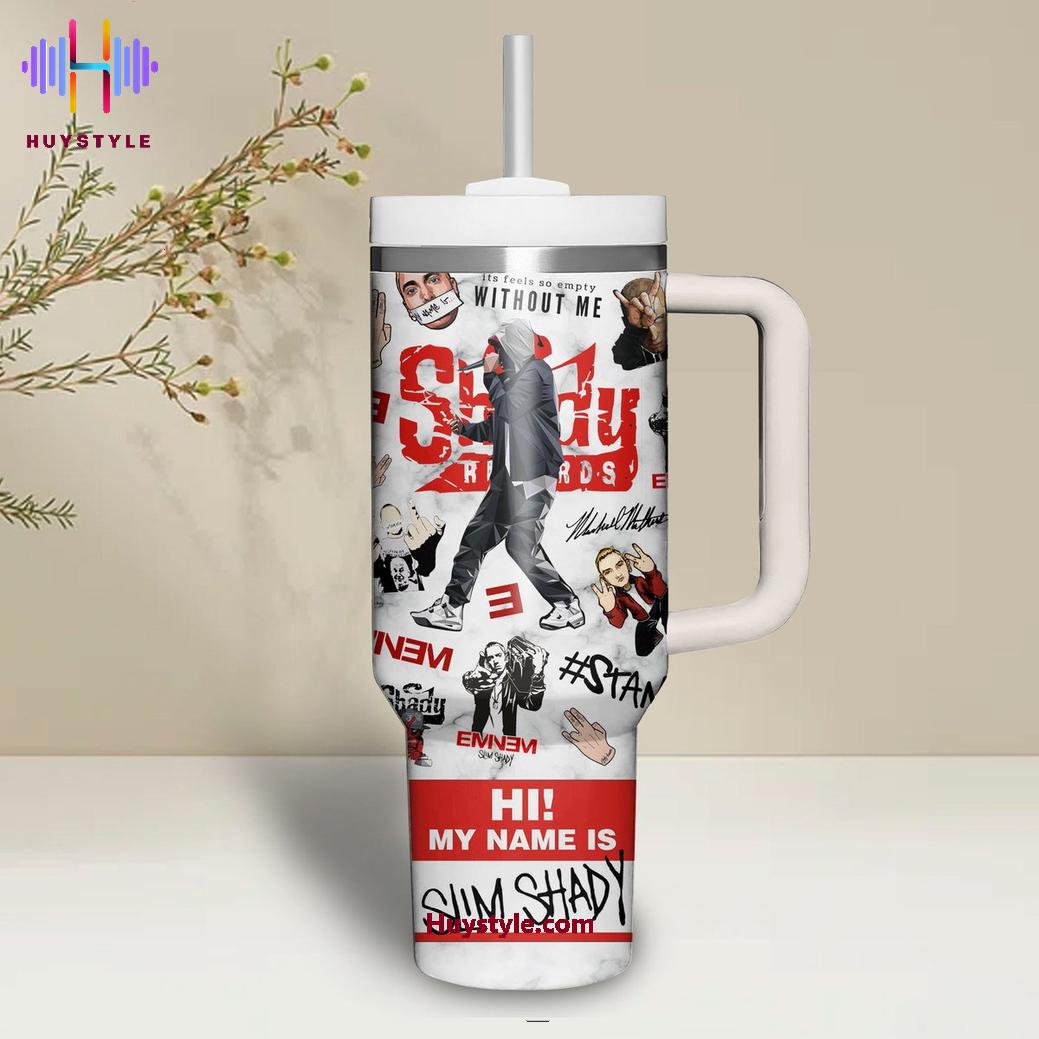 HUYSTYLE
its feels so empty
WITHOUT ME
Shady
RECORDS
E
EMINEM
#STAN
Shady
EMINEM
SLIM SHADY
HI!
MY NAME IS
SLIM SHADY
Huystyle.com